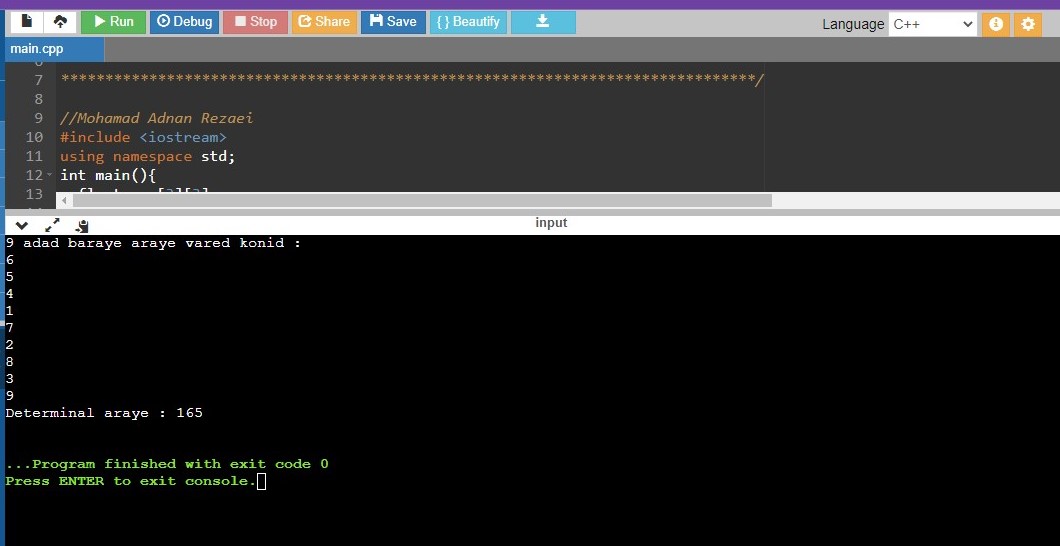 Run Debug Stop Share Save { } Beautify Language C++
main.cpp
6
7 *******************************************************************************/
8
9 //Mohamad Adnan Rezaei
10 #include <iostream>
11 using namespace std;
12 int main(){
13
input
9 adad baraye araye vared konid :
6
5
4
1
7
2
8
3
9
Determinal araye : 165
...Program finished with exit code 0
Press ENTER to exit console.